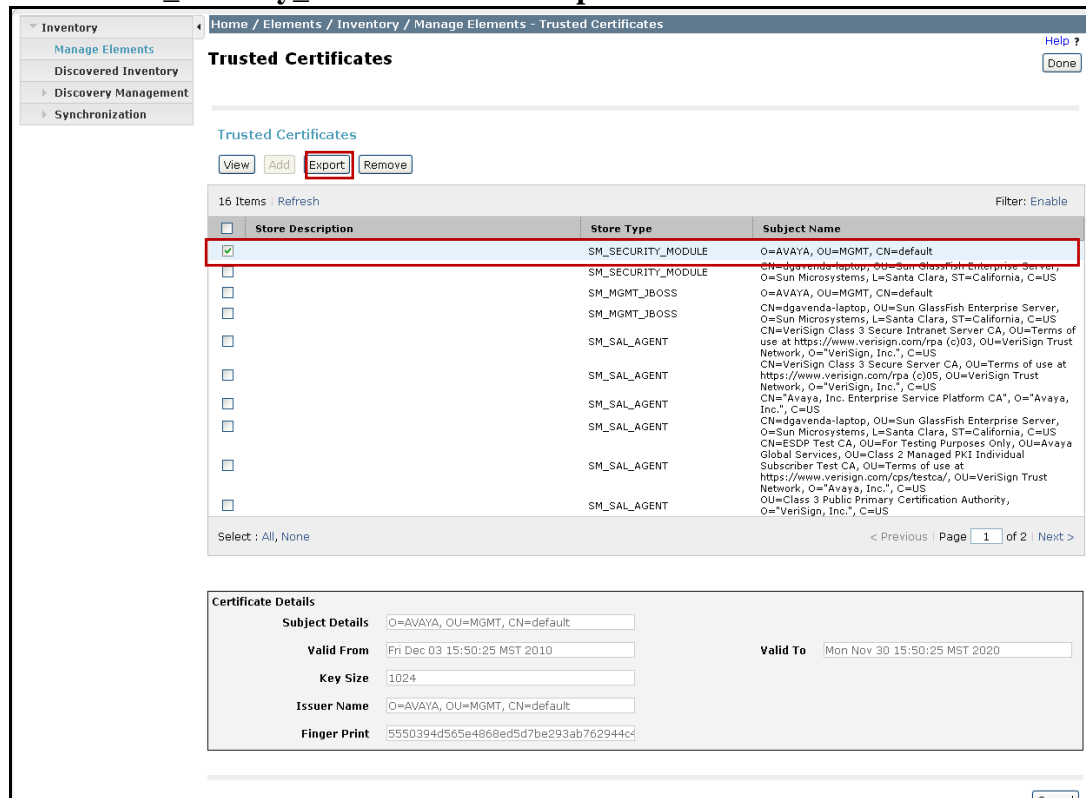 Inventory
Home / Elements / Inventory / Manage Elements - Trusted Certificates
Manage Elements
Discovered Inventory
Discovery Management
Synchronization
Help ?
Trusted Certificates
Done
Trusted Certificates
View Add Export Remove
16 Items | Refresh Filter: Enable
Store Description Store Type Subject Name
SM_SECURITY_MODULE O=AVAYA, OU=MGMT, CN=default
SM_SECURITY_MODULE CN=dgavenda-laptop, OU=Sun GlassFish Enterprise Server,
O=Sun Microsystems, L=Santa Clara, ST=California, C=US
SM_MGMT_JBOSS O=AVAYA, OU=MGMT, CN=default
SM_MGMT_JBOSS CN=dgavenda-laptop, OU=Sun GlassFish Enterprise Server,
O=Sun Microsystems, L=Santa Clara, ST=California, C=US
SM_SAL_AGENT CN=VeriSign Class 3 Secure Intranet Server CA, OU=Terms of
use at https://www.verisign.com/rpa (c)03, OU=VeriSign Trust
Network, O="VeriSign, Inc.", C=US
SM_SAL_AGENT CN=VeriSign Class 3 Secure Server CA, OU=Terms of use at
https://www.verisign.com/rpa (c)05, OU=VeriSign Trust
Network, O="VeriSign, Inc.", C=US
SM_SAL_AGENT CN="Avaya, Inc. Enterprise Service Platform CA", O="Avaya,
Inc.", C=US
SM_SAL_AGENT CN=dgavenda-laptop, OU=Sun GlassFish Enterprise Server,
O=Sun Microsystems, L=Santa Clara, ST=California, C=US
SM_SAL_AGENT CN=ESDP Test CA, OU=For Testing Purposes Only, OU=Avaya
Global Services, OU=Class 2 Managed PKI Individual
Subscriber Test CA, OU=Terms of use at
https://www.verisign.com/cps/testca/, OU=VeriSign Trust
Network, O="Avaya, Inc.", C=US
SM_SAL_AGENT OU=Class 3 Public Primary Certification Authority,
O="VeriSign, Inc.", C=US
Select : All, None < Previous | Page 1 of 2 | Next >
Certificate Details
Subject Details O=AVAYA, OU=MGMT, CN=default
Valid From Fri Dec 03 15:50:25 MST 2010 Valid To Mon Nov 30 15:50:25 MST 2020
Key Size 1024
Issuer Name O=AVAYA, OU=MGMT, CN=default
Finger Print 5550394d565e4868ed5d7be293ab762944c4